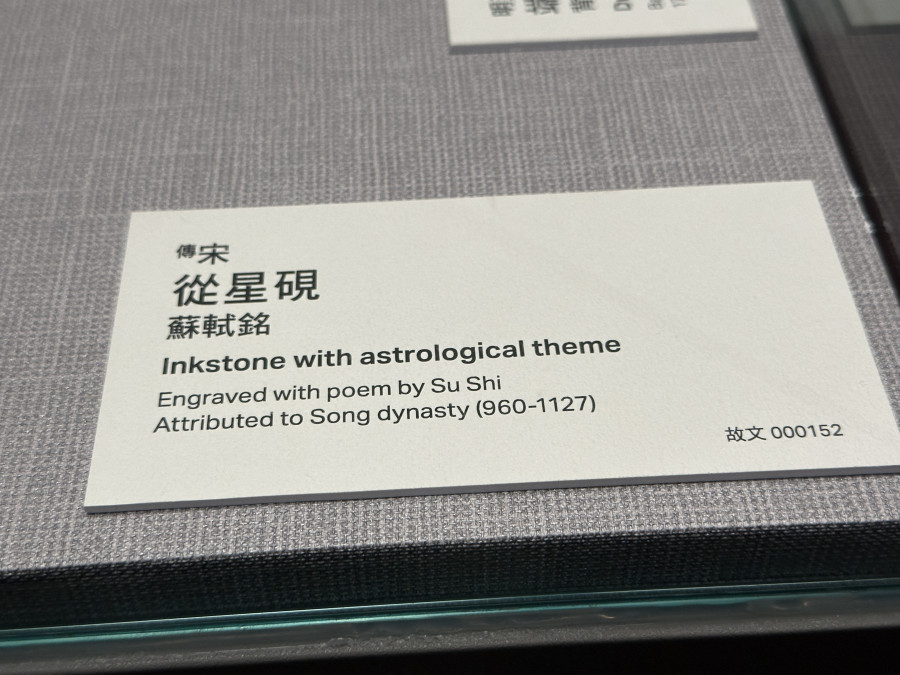 傳宋
從星硯
蘇軾銘
Inkstone with astrological theme
Engraved with poem by Su Shi
Attributed to Song dynasty (960-1127)
故文 000152